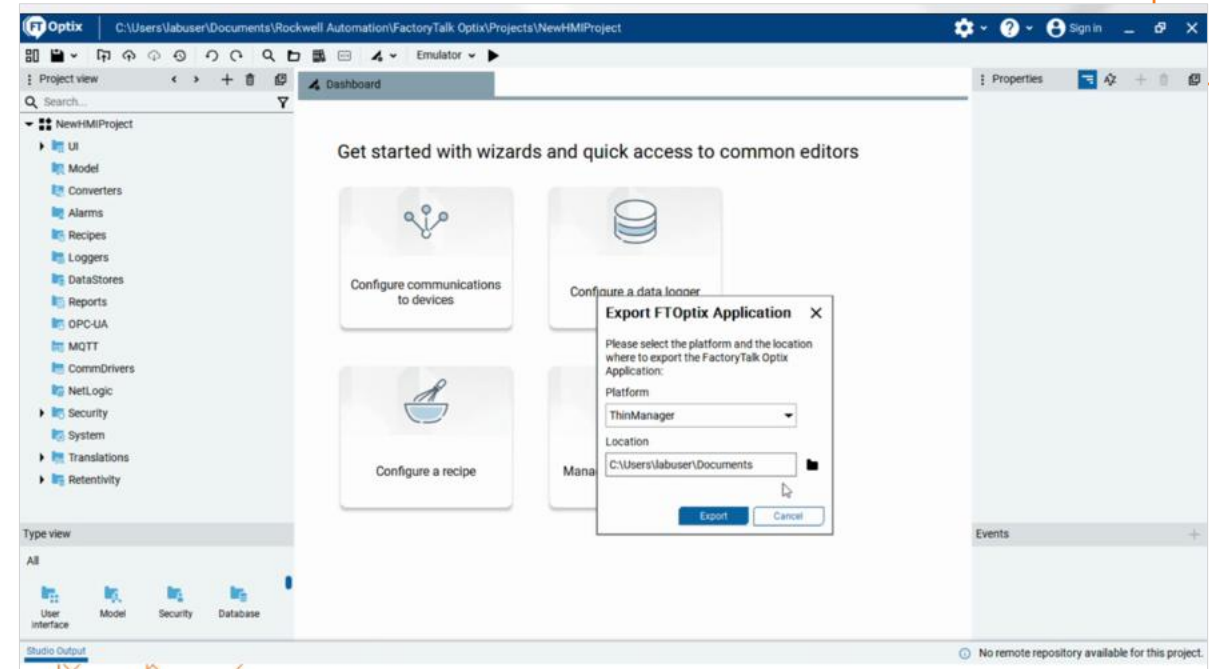 FT Optix C:\Users\labuser\Documents\Rockwell Automation\FactoryTalk Optix\Projects\NewHMIProject Sign in
Emulator
Project view
Dashboard
Properties
Search...
NewHMIProject
UI
Model
Converters
Alarms
Recipes
Loggers
DataStores
Reports
OPC-UA
MQTT
CommDrivers
NetLogic
Security
System
Translations
Retentivity
Get started with wizards and quick access to common editors
Configure communications
to devices
Configure a data logger
Configure a recipe
Mana
Export FTOptix Application
Please select the platform and the location
where to export the FactoryTalk Optix
Application:
Platform
ThinManager
Location
C:\Users\labuser\Documents
Export Cancel
Type view
All
User
interface
Model
Security
Database
Events
Studio Output
No remote repository available for this project.